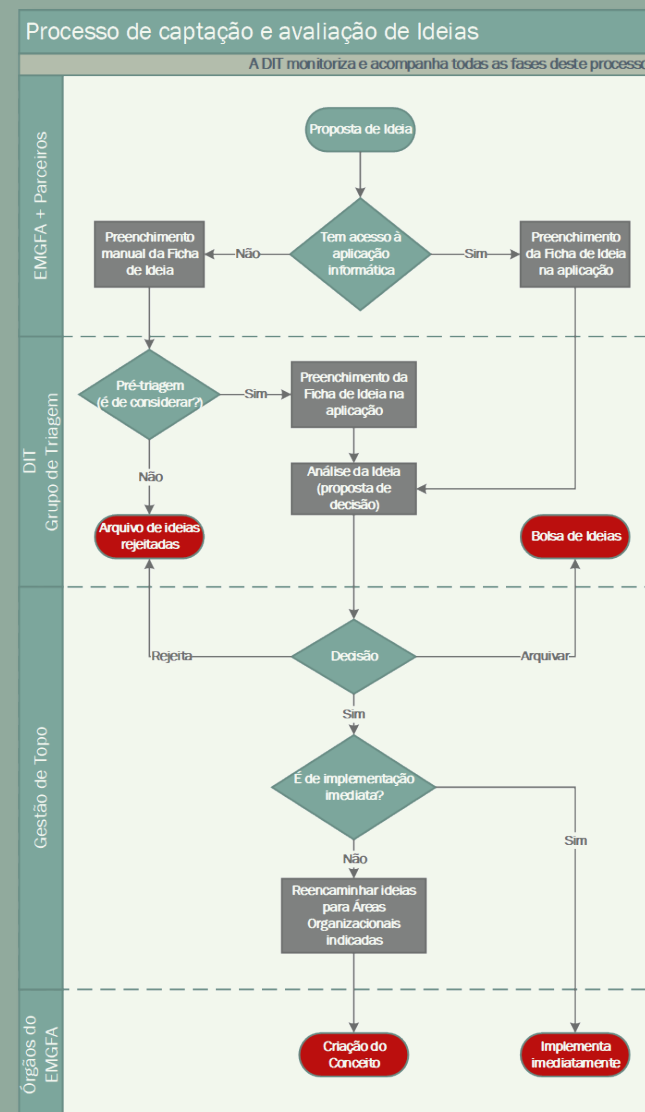 Processo de captação e avaliação de Ideias
A DIT monitoriza e acompanha todas as fases deste processo
EMGFA + Parceiros
Proposta de Ideia
Preenchimento
manual da Ficha
de Ideia
Não
Tem acesso à
aplicação
informática
Sim
Preenchimento
da Ficha de Ideia
na aplicação
DIT
Grupo de Triagem
Pré-triagem
(é de considerar?)
Sim
Preenchimento da
Ficha de Ideia na
aplicação
Não
Análise da Ideia
(proposta de
decisão)
Arquivo de ideias
rejeitadas
Bolsa de Ideias
Gestão de Topo
Rejeita
Decisão
Arquivar
Sim
É de implementação
imediata?
Sim
Não
Reencaminhar ideias
para Áreas
Organizacionais
indicadas
Órgãos do
EMGFA
Criação do
Conceito
Implementa
imediatamente